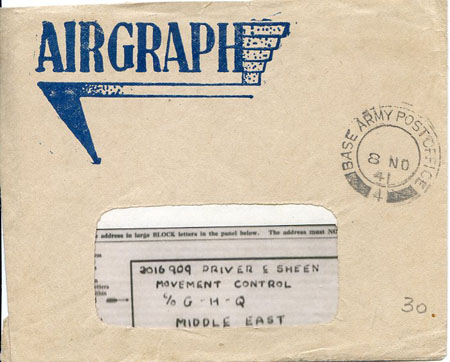 AIRGRAPH
BASE ARMY POST OFFICE
8 NO
41
4
address in large BLOCK letters in the panel below. The address must NO
2016909 DRIVER E SHEEN
MOVEMENT CONTROL
c/o G-H-Q
MIDDLE EAST
30.